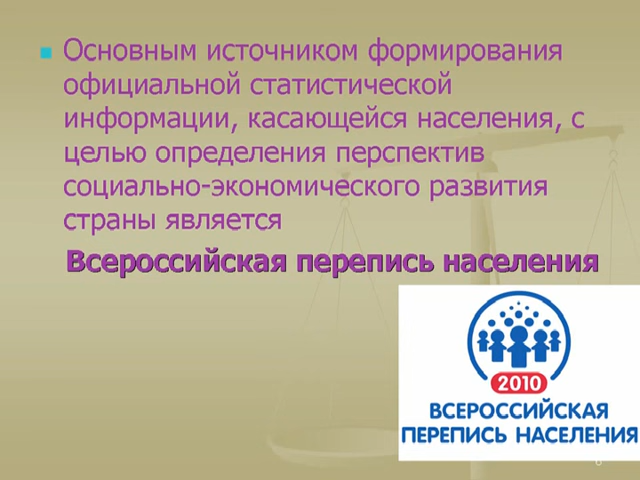 Основным источником формирования
официальной статистической
информации, касающейся населения, с
целью определения перспектив
социально-экономического развития
страны является
Всероссийская перепись населения
2010
ВСЕРОССИЙСКАЯ
ПЕРЕПИСЬ НАСЕЛЕНИЯ
6